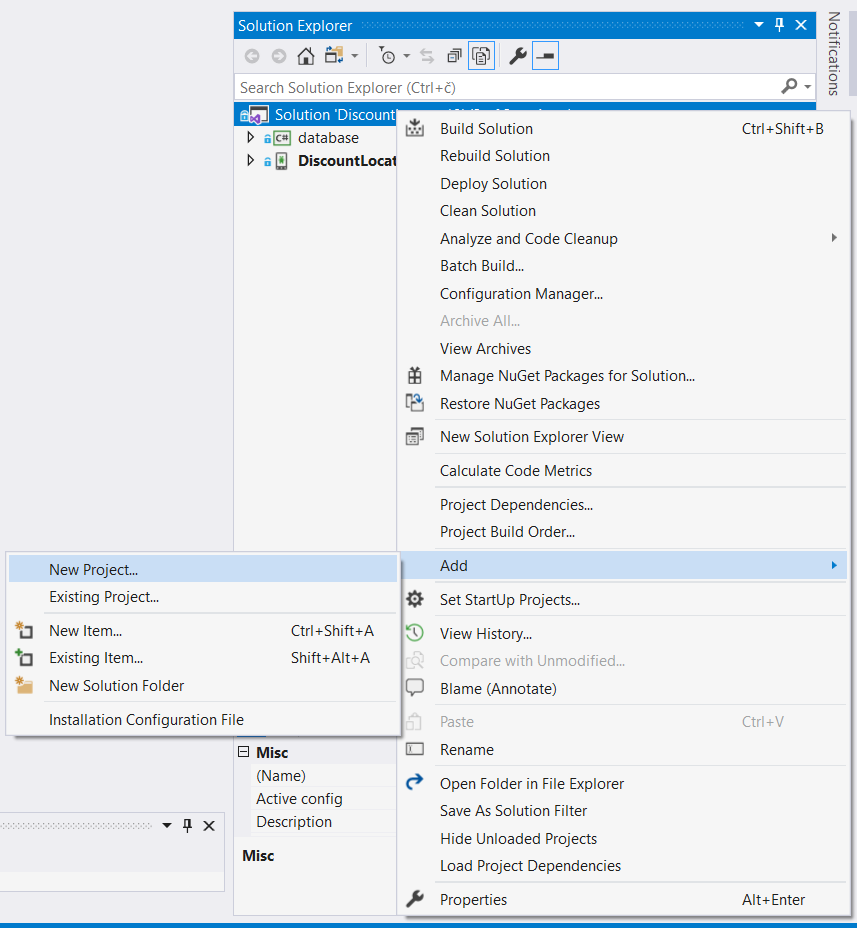 Solution Explorer
Notifications
Search Solution Explorer (Ctrl+č)
Solution 'Discount
C# database
DiscountLocat
Build Solution Ctrl+Shift+B
Rebuild Solution
Deploy Solution
Clean Solution
Analyze and Code Cleanup
Batch Build...
Configuration Manager...
Archive All...
View Archives
Manage NuGet Packages for Solution...
Restore NuGet Packages
New Solution Explorer View
Calculate Code Metrics
Project Dependencies...
Project Build Order...
Add
Set StartUp Projects...
View History...
Compare with Unmodified...
Blame (Annotate)
Paste Ctrl+V
Rename
Open Folder in File Explorer
Save As Solution Filter
Hide Unloaded Projects
Load Project Dependencies
Properties Alt+Enter
New Project...
Existing Project...
New Item... Ctrl+Shift+A
Existing Item... Shift+Alt+A
New Solution Folder
Installation Configuration File
Misc
(Name)
Active config
Description
Misc